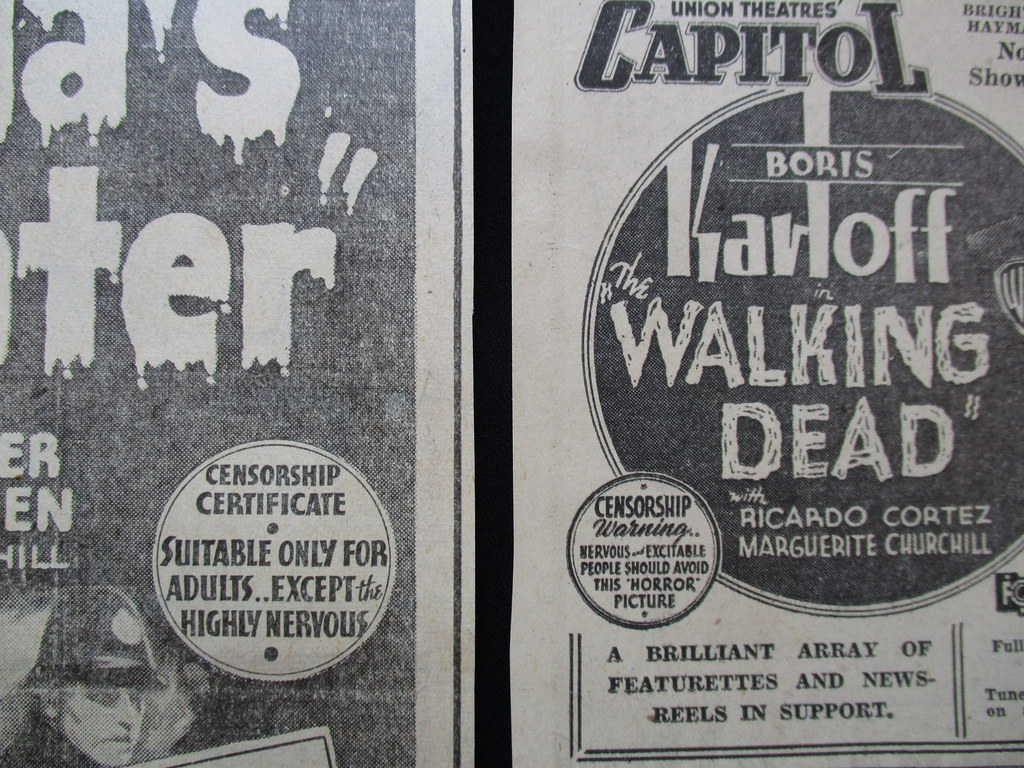 a's
ter"
ER
EN
HILL
CENSORSHIP
CERTIFICATE
SUITABLE ONLY FOR
ADULTS..EXCEPT the
HIGHLY NERVOUS
UNION THEATRES'
CAPITOL
BRIGH
HAYM
No
Show
BORIS
Karloff
in
"The
WALKING
DEAD"
with
RICARDO CORTEZ
MARGUERITE CHURCHILL
CENSORSHIP
Warning..
NERVOUS and EXCITABLE
PEOPLE SHOULD AVOID
THIS "HORROR"
PICTURE
A BRILLIANT ARRAY OF
FEATURETTES AND NEWS-
REELS IN SUPPORT.
Full
Tune
on